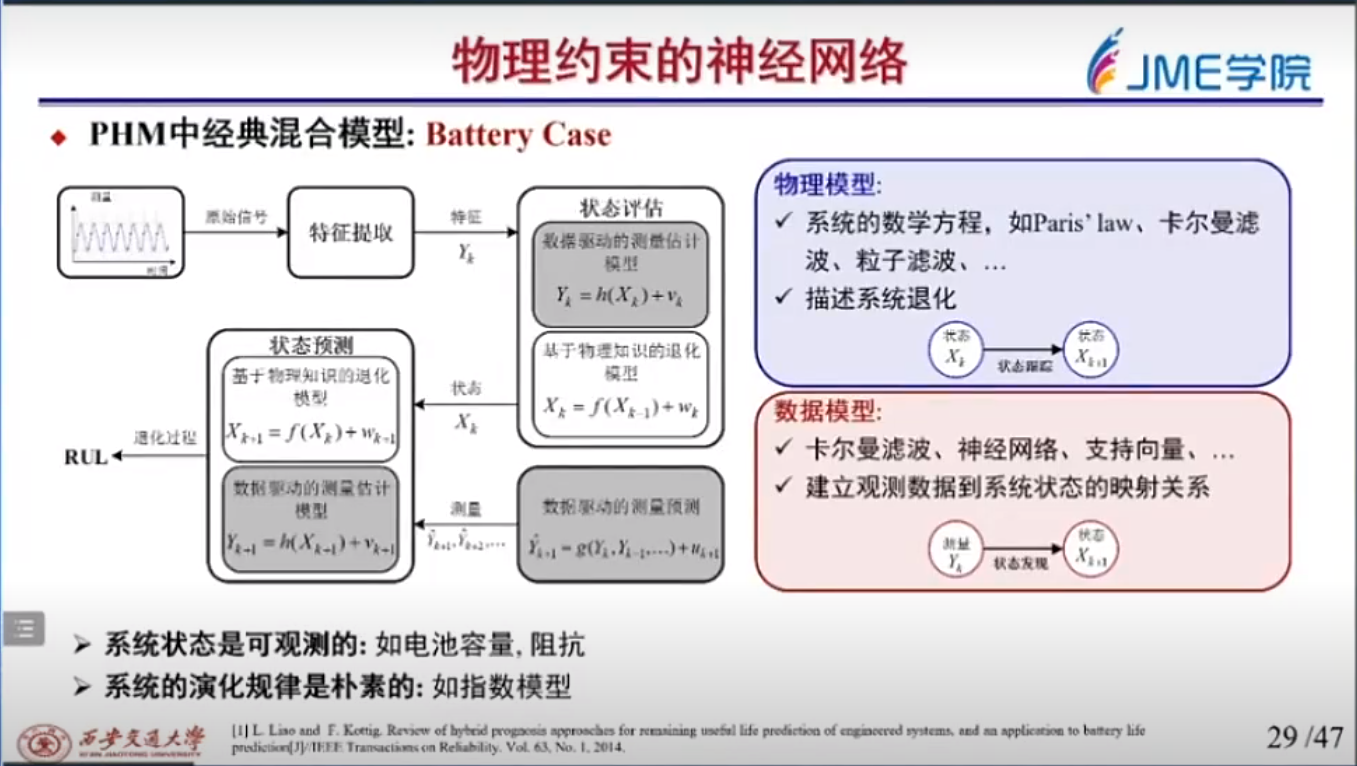 物理约束的神经网络
JME学院
◆ PHM中经典混合模型: Battery Case
测量
时间
原始信号
特征提取
特征
Y_k
状态评估
数据驱动的测量估计
模型
Y_k = h(X_k) + v_k
基于物理知识的退化
模型
X_k = f(X_{k-1}) + w_k
状态
X_k
状态预测
基于物理知识的退化
模型
X_{k+1} = f(X_k) + w_{k+1}
数据驱动的测量估计
模型
Y_{k+1} = h(X_{k+1}) + v_{k+1}
退化过程
RUL
测量
Ŷ_{k+1}, Ŷ_{k+2}, ...
数据驱动的测量预测
Ŷ_{k+1} = g(Y_k, Y_{k-1}, ...) + u_{k+1}
物理模型:
✓ 系统的数学方程，如Paris' law、卡尔曼滤
波、粒子滤波、…
✓ 描述系统退化
状态
X_k
状态跟踪
状态
X_{k+1}
数据模型:
✓ 卡尔曼滤波、神经网络、支持向量、…
✓ 建立观测数据到系统状态的映射关系
测量
Y_k
状态发现
状态
X_{k+1}
➢ 系统状态是可观测的: 如电池容量, 阻抗
➢ 系统的演化规律是朴素的: 如指数模型
西安交通大学
XI'AN JIAOTONG UNIVERSITY
[1] L. Liao and F. Kottig. Review of hybrid prognosis approaches for remaining useful life prediction of engineered systems, and an application to battery life
prediction[J]//IEEE Transactions on Reliability. Vol. 63, No. 1, 2014.
29 /47